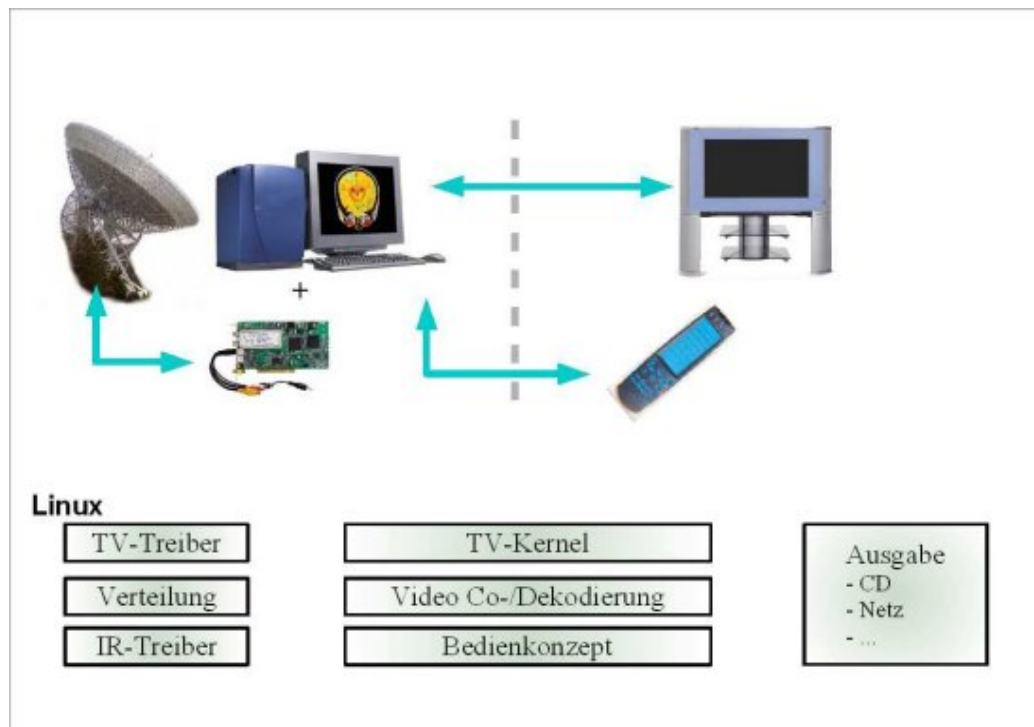 +
Linux
TV-Treiber
TV-Kernel
Verteilung
Video Co-/Dekodierung
IR-Treiber
Bedienkonzept
Ausgabe
- CD
- Netz
- ...